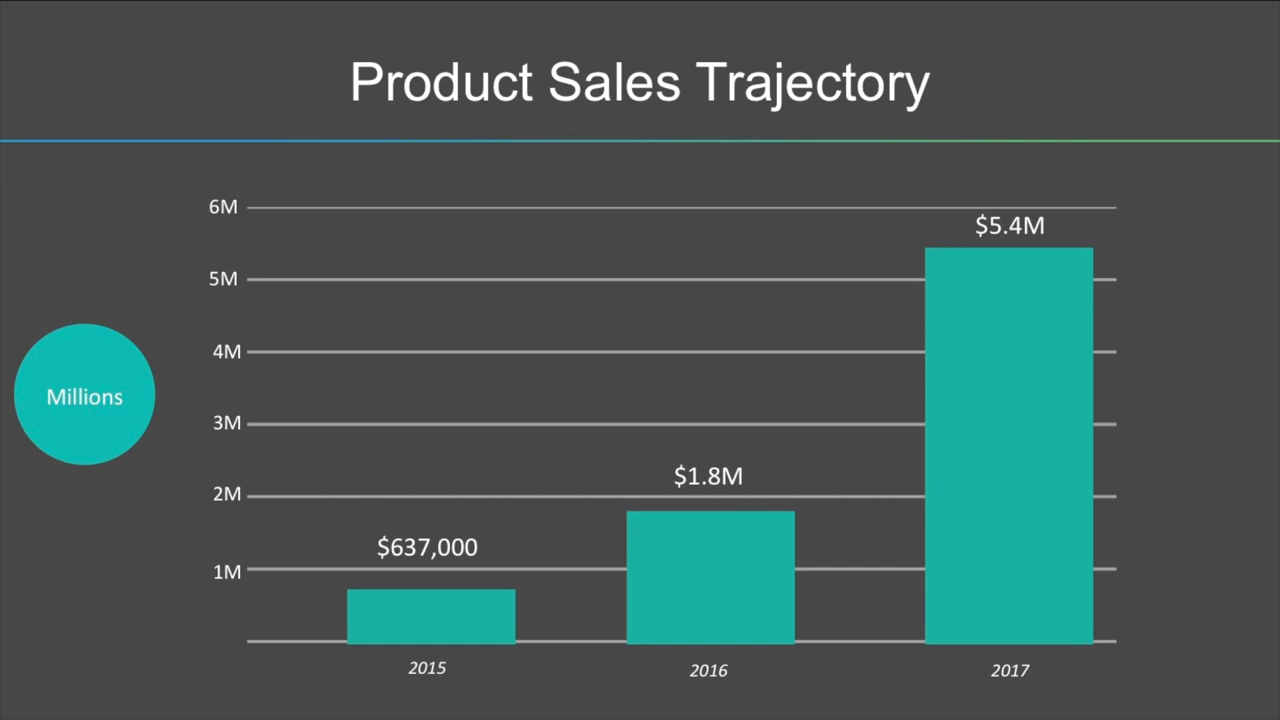 Product Sales Trajectory
6M
$5.4M
5M
4M
Millions
3M
$1.8M
2M
$637,000
1M
2015
2016
2017